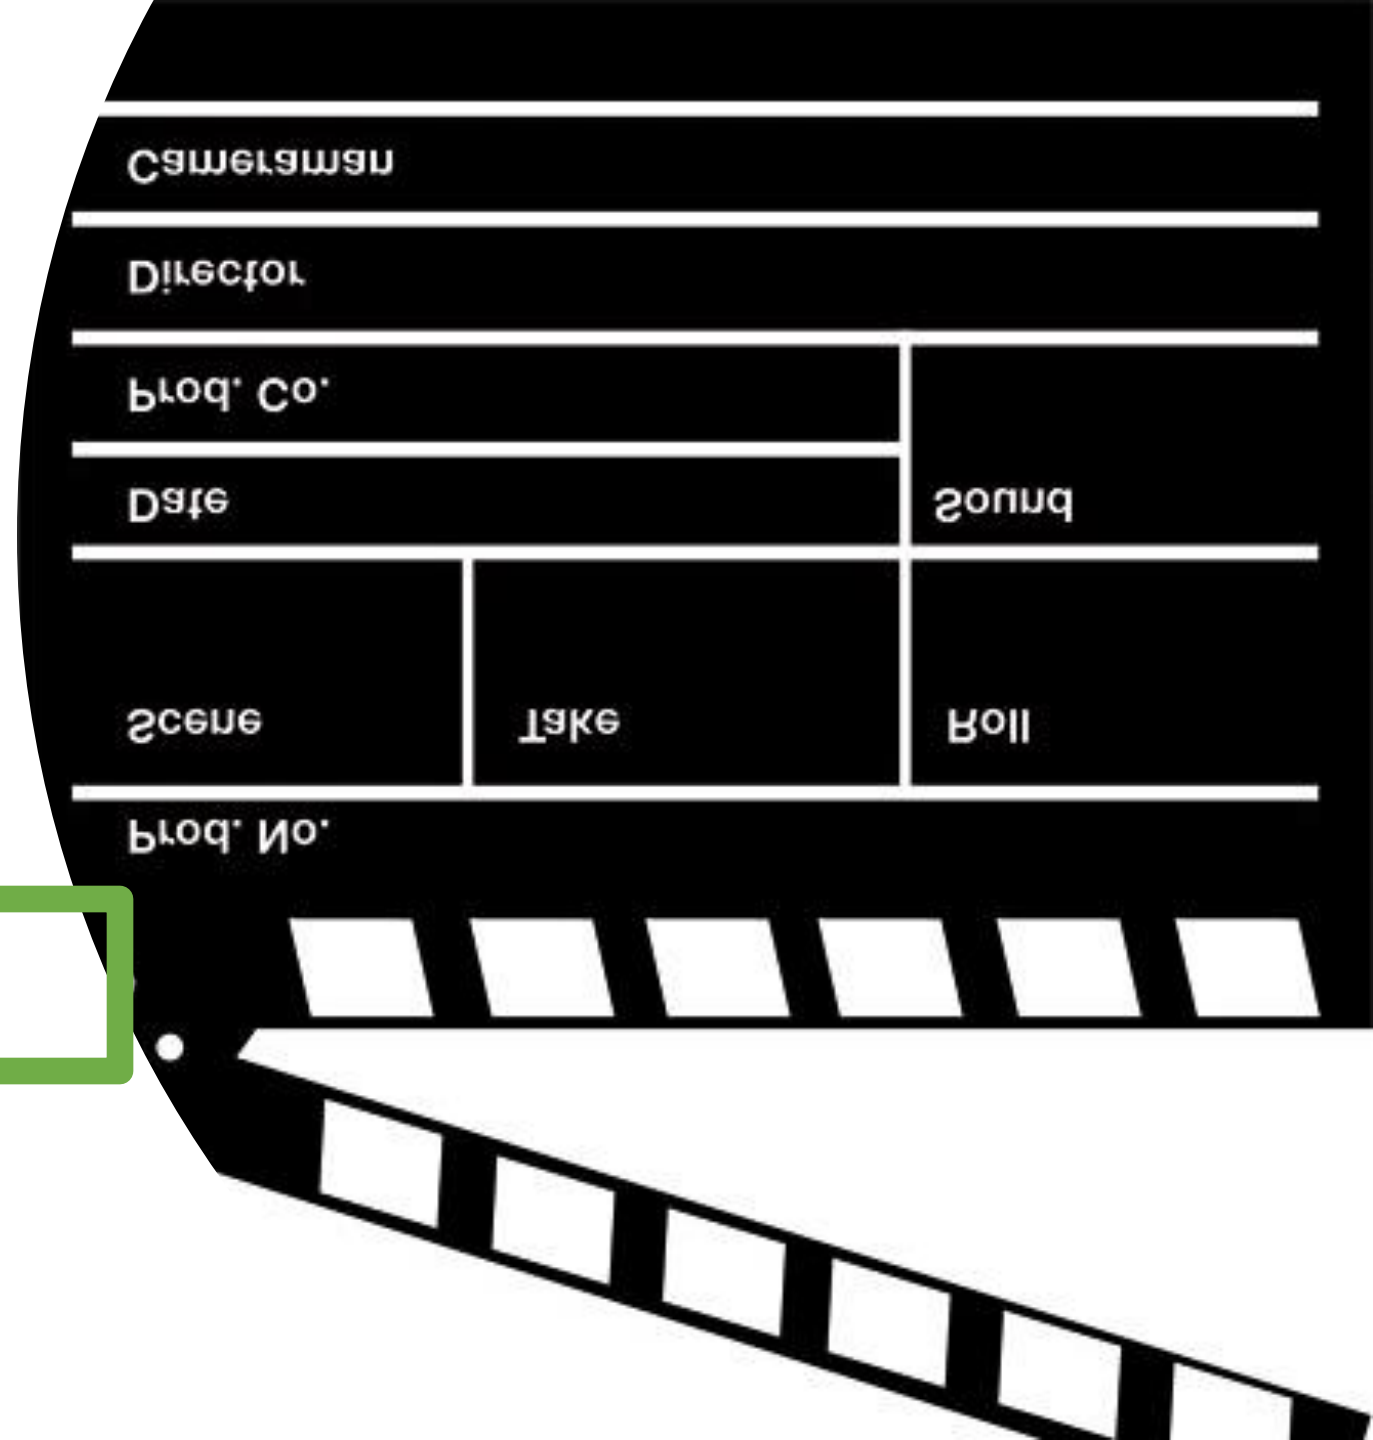 Cameraman
Director
Prod. Co.
Date Sound
Scene Take Roll
Prod. No.